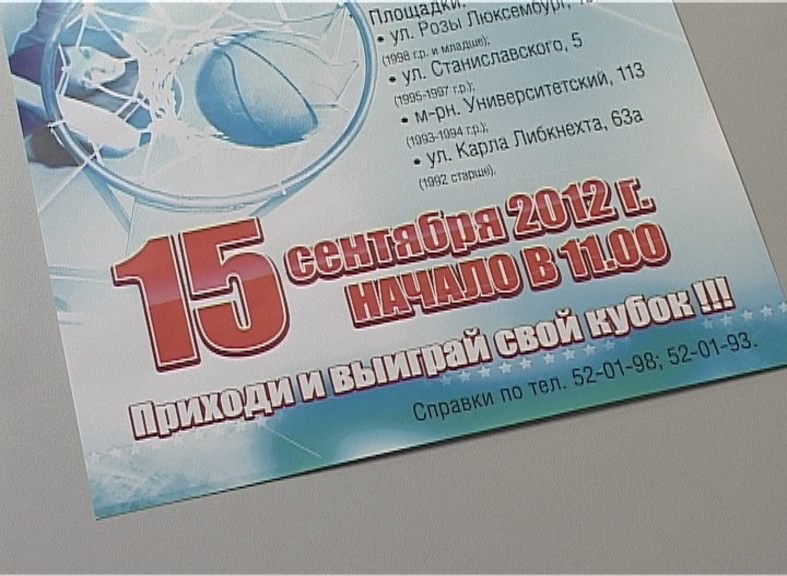 Площадки:
• ул. Розы Люксембург,
(1998 г.р. и младше);
• ул. Станиславского, 5
(1995-1997 г.р.);
• м-рн. Университетский, 113
(1993-1994 г.р.);
• ул. Карла Либкнехта, 63а
(1992 старше).
15 сентября 2012 г.
НАЧАЛО В 11.00
Приходи и выиграй свой кубок !!!
Справки по тел. 52-01-98; 52-01-93.